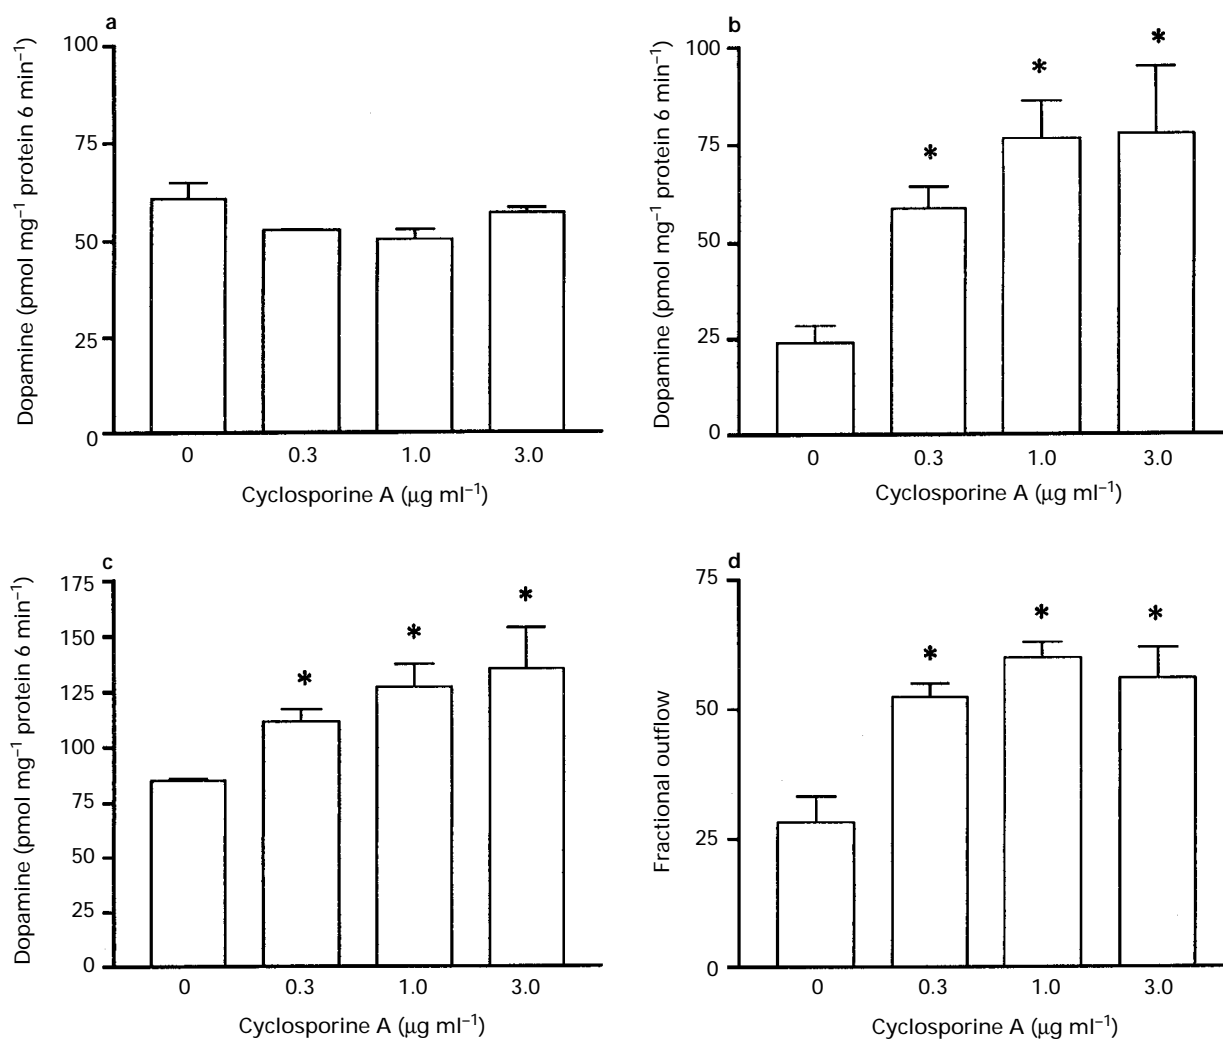 a
Dopamine (pmol mg⁻¹ protein 6 min⁻¹)
100
75
50
25
0
0 0.3 1.0 3.0
Cyclosporine A (μg ml⁻¹)
b
Dopamine (pmol mg⁻¹ protein 6 min⁻¹)
100
75
50
25
0
* * *
0 0.3 1.0 3.0
Cyclosporine A (μg ml⁻¹)
c
Dopamine (pmol mg⁻¹ protein 6 min⁻¹)
175
150
125
100
75
50
25
0
* * *
0 0.3 1.0 3.0
Cyclosporine A (μg ml⁻¹)
d
Fractional outflow
75
50
25
0
* * *
0 0.3 1.0 3.0
Cyclosporine A (μg ml⁻¹)